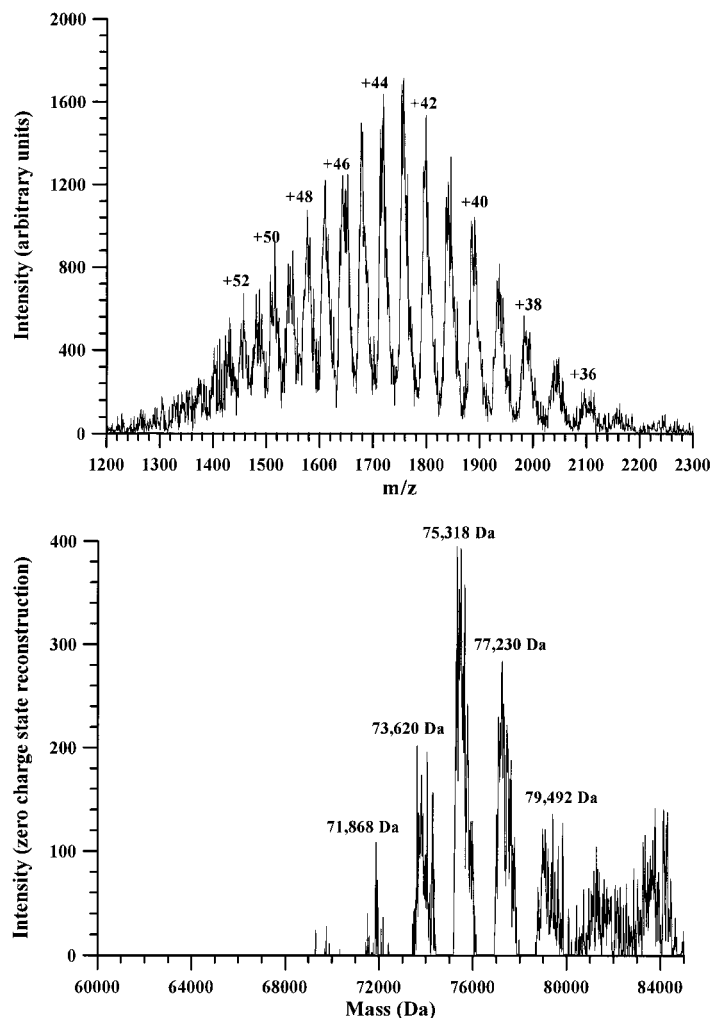 2000
1600
1200
800
400
0
Intensity (arbitrary units)
+52
+50
+48
+46
+44
+42
+40
+38
+36
1200 1300 1400 1500 1600 1700 1800 1900 2000 2100 2200 2300
m/z
400
300
200
100
0
Intensity (zero charge state reconstruction)
71,868 Da
73,620 Da
75,318 Da
77,230 Da
79,492 Da
60000 64000 68000 72000 76000 80000 84000
Mass (Da)